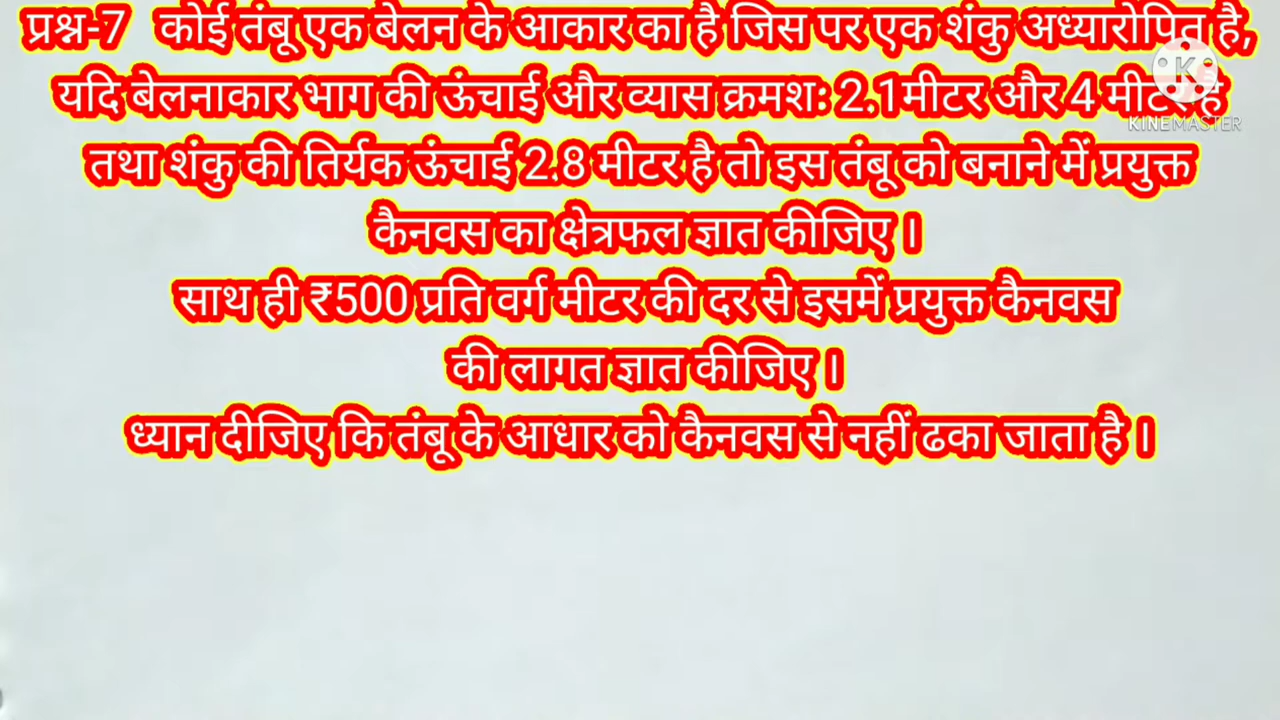 प्रश्न-7 कोई तंबू एक बेलन के आकार का है जिस पर एक शंकु अध्यारोपित है,
यदि बेलनाकार भाग की ऊंचाई और व्यास क्रमशः 2.1मीटर और 4 मीटर है
तथा शंकु की तिर्यक ऊंचाई 2.8 मीटर है तो इस तंबू को बनाने में प्रयुक्त
कैनवस का क्षेत्रफल ज्ञात कीजिए ।
साथ ही ₹500 प्रति वर्ग मीटर की दर से इसमें प्रयुक्त कैनवस
की लागत ज्ञात कीजिए ।
ध्यान दीजिए कि तंबू के आधार को कैनवस से नहीं ढका जाता है ।
K
KINEMASTER